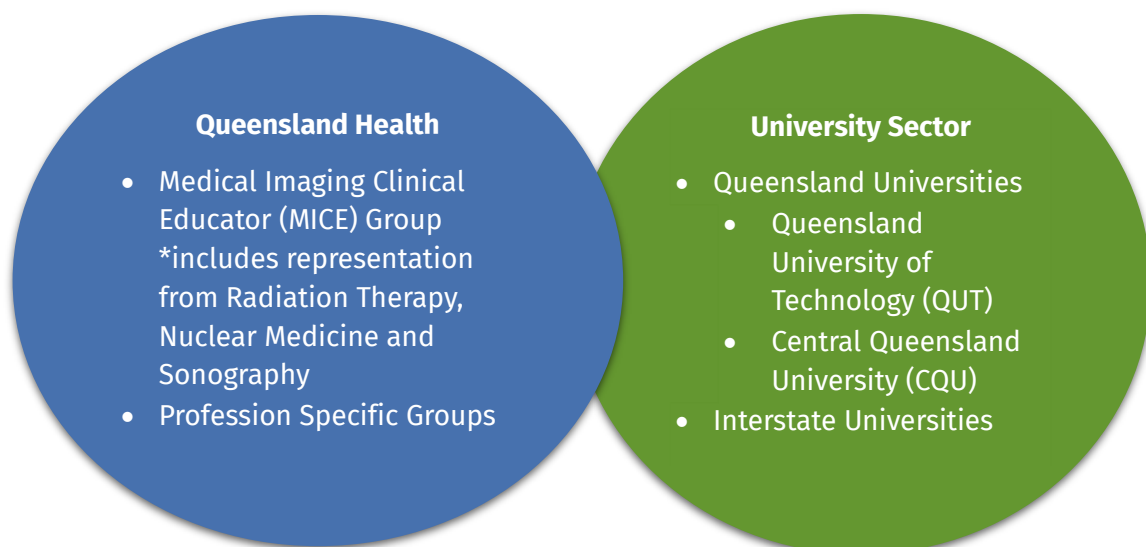 Queensland Health
• Medical Imaging Clinical
Educator (MICE) Group
*includes representation
from Radiation Therapy,
Nuclear Medicine and
Sonography
• Profession Specific Groups
University Sector
• Queensland Universities
• Queensland
University of
Technology (QUT)
• Central Queensland
University (CQU)
• Interstate Universities